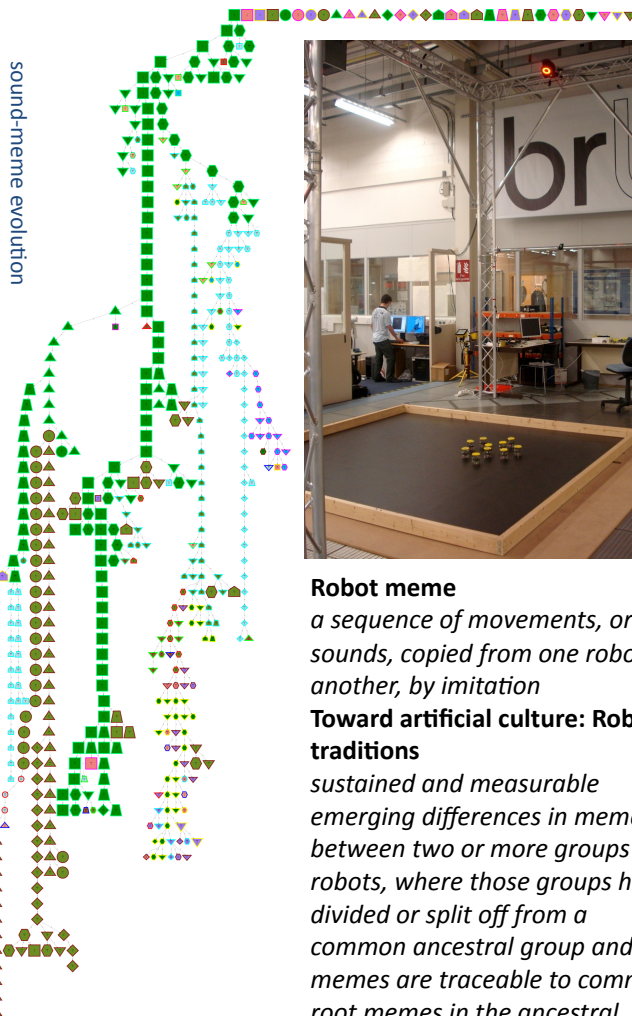 sound-meme evolution
br
Robot meme
a sequence of movements, or
sounds, copied from one robo
another, by imitation
Toward artificial culture: Rob
traditions
sustained and measurable
emerging differences in meme
between two or more groups
robots, where those groups h
divided or split off from a
common ancestral group and
memes are traceable to comm
root memes in the ancestral